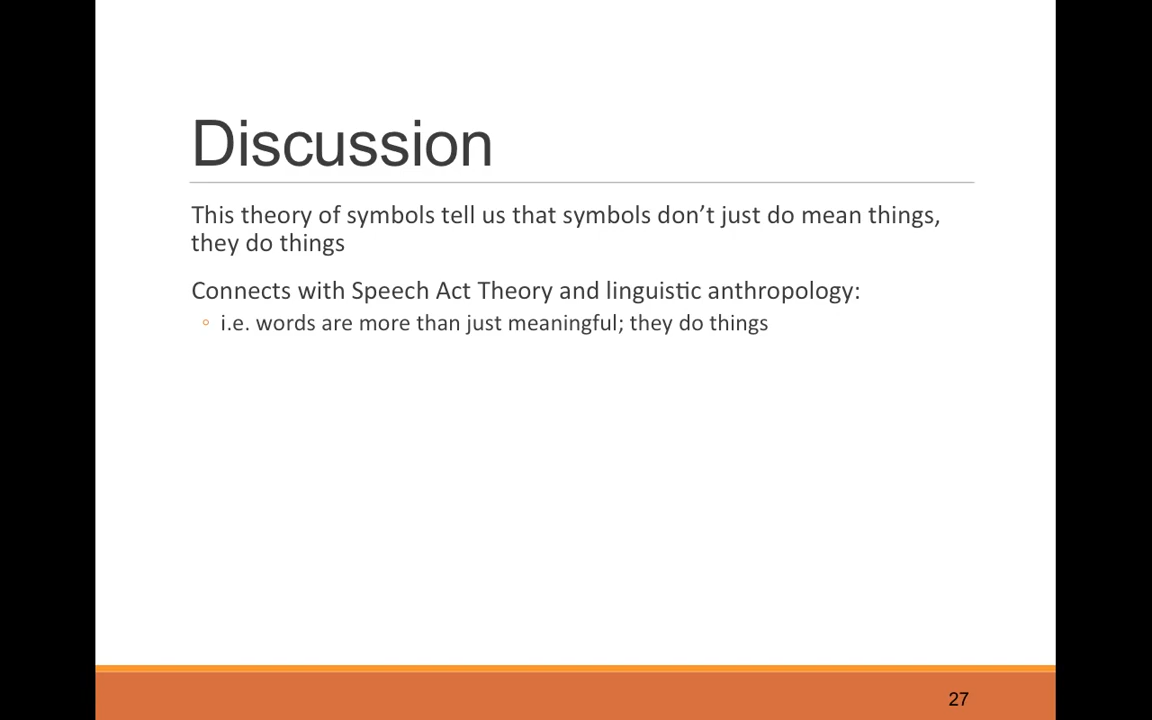 Discussion
This theory of symbols tell us that symbols don’t just do mean things,
they do things
Connects with Speech Act Theory and linguistic anthropology:
◦ i.e. words are more than just meaningful; they do things
27